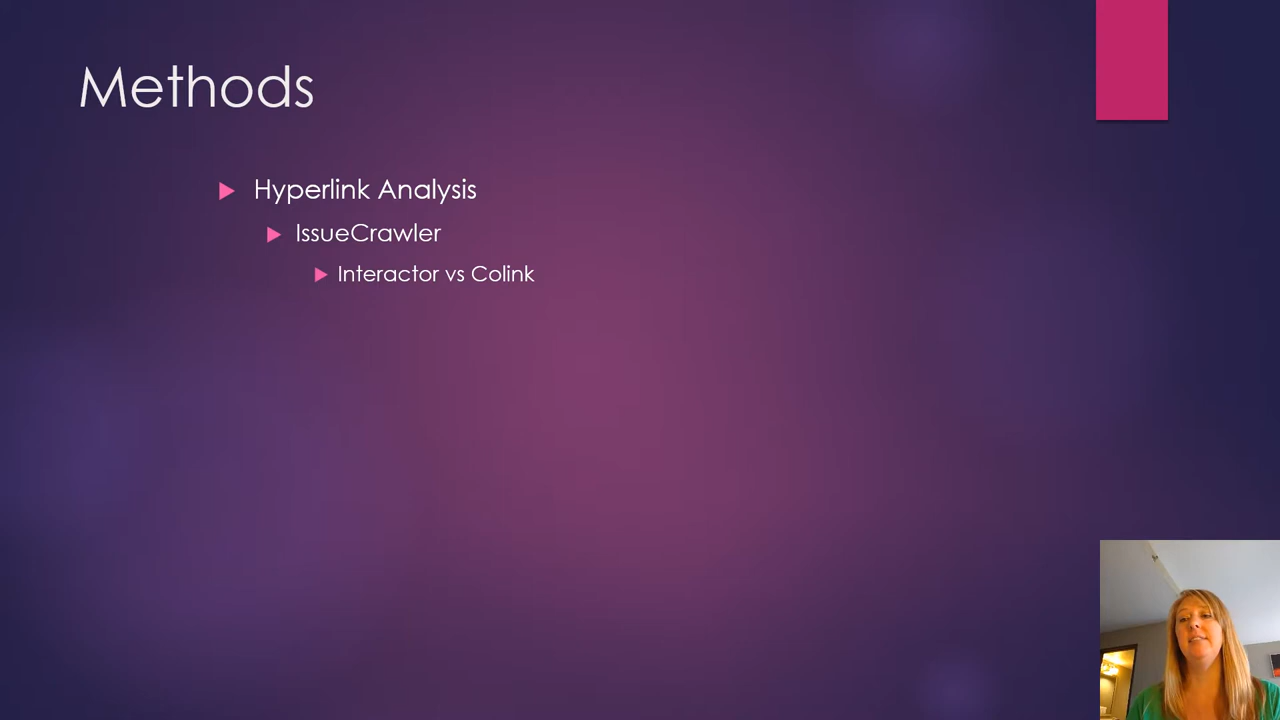 Methods
Hyperlink Analysis
IssueCrawler
Interactor vs Colink